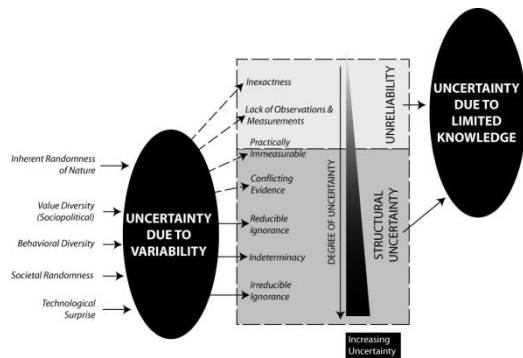 Inherent Randomness
of Nature
Value Diversity
(Sociopolitical)
Behavioral Diversity
Societal Randomness
Technological
Surprise
UNCERTAINTY
DUE TO
VARIABILITY
Inexactness
Lack of Observations &
Measurements
Practically
Immeasurable
Conflicting
Evidence
Reducible
Ignorance
Indeterminacy
Irreducible
Ignorance
DEGREE OF UNCERTAINTY
UNRELIABILITY
STRUCTURAL
UNCERTAINTY
Increasing
Uncertainty
UNCERTAINTY
DUE TO
LIMITED
KNOWLEDGE